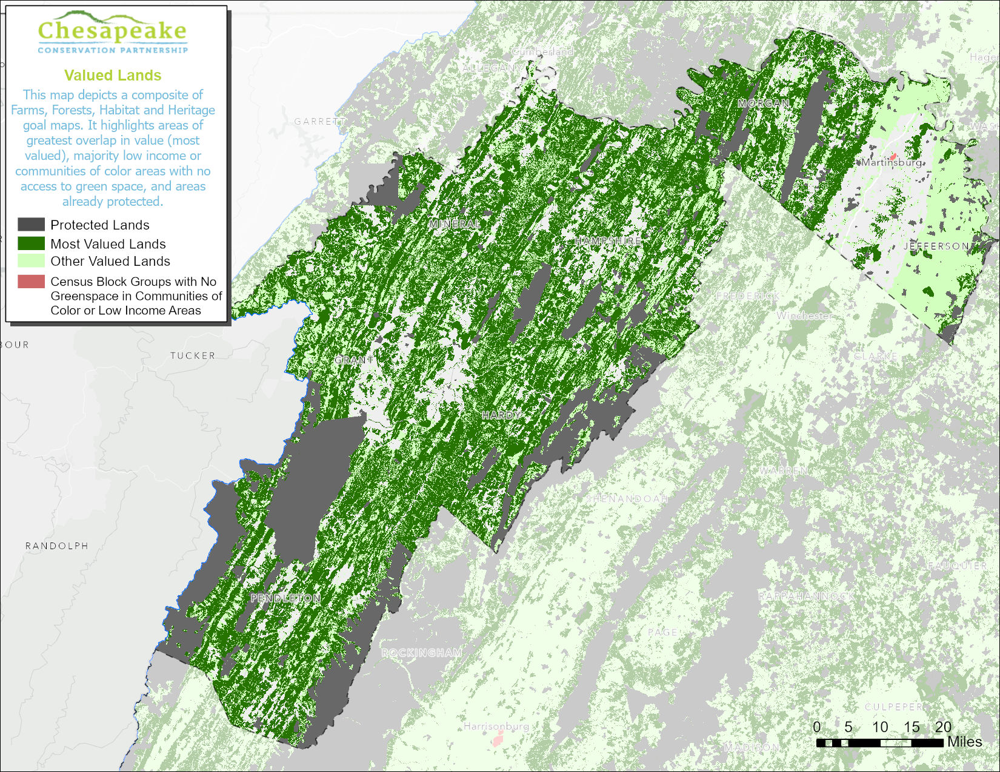 Chesapeake
CONSERVATION PARTNERSHIP
Valued Lands
This map depicts a composite of
Farms, Forests, Habitat and Heritage
goal maps. It highlights areas of
greatest overlap in value (most
valued), majority low income or
communities of color areas with no
access to green space, and areas
already protected.
Protected Lands
Most Valued Lands
Other Valued Lands
Census Block Groups with No
Greenspace in Communities of
Color or Low Income Areas
Cumberland
ALLEGANY
Hager
GARRETT
MORGAN
WAS
Martinsburg
MINERAL
HAMPSHIRE
JEFFERSON
FREDERICK
Winchester
BOUR
TUCKER
GRANT
CLARKE
HARDY
WARREN
SHENANDOAH
RANDOLPH
FAUQUIER
PENDLETON
RAPPAHANNOCK
PAGE
ROCKINGHAM
CULPEPER
Harrisonburg
MADISON
0 5 10 15 20
Miles